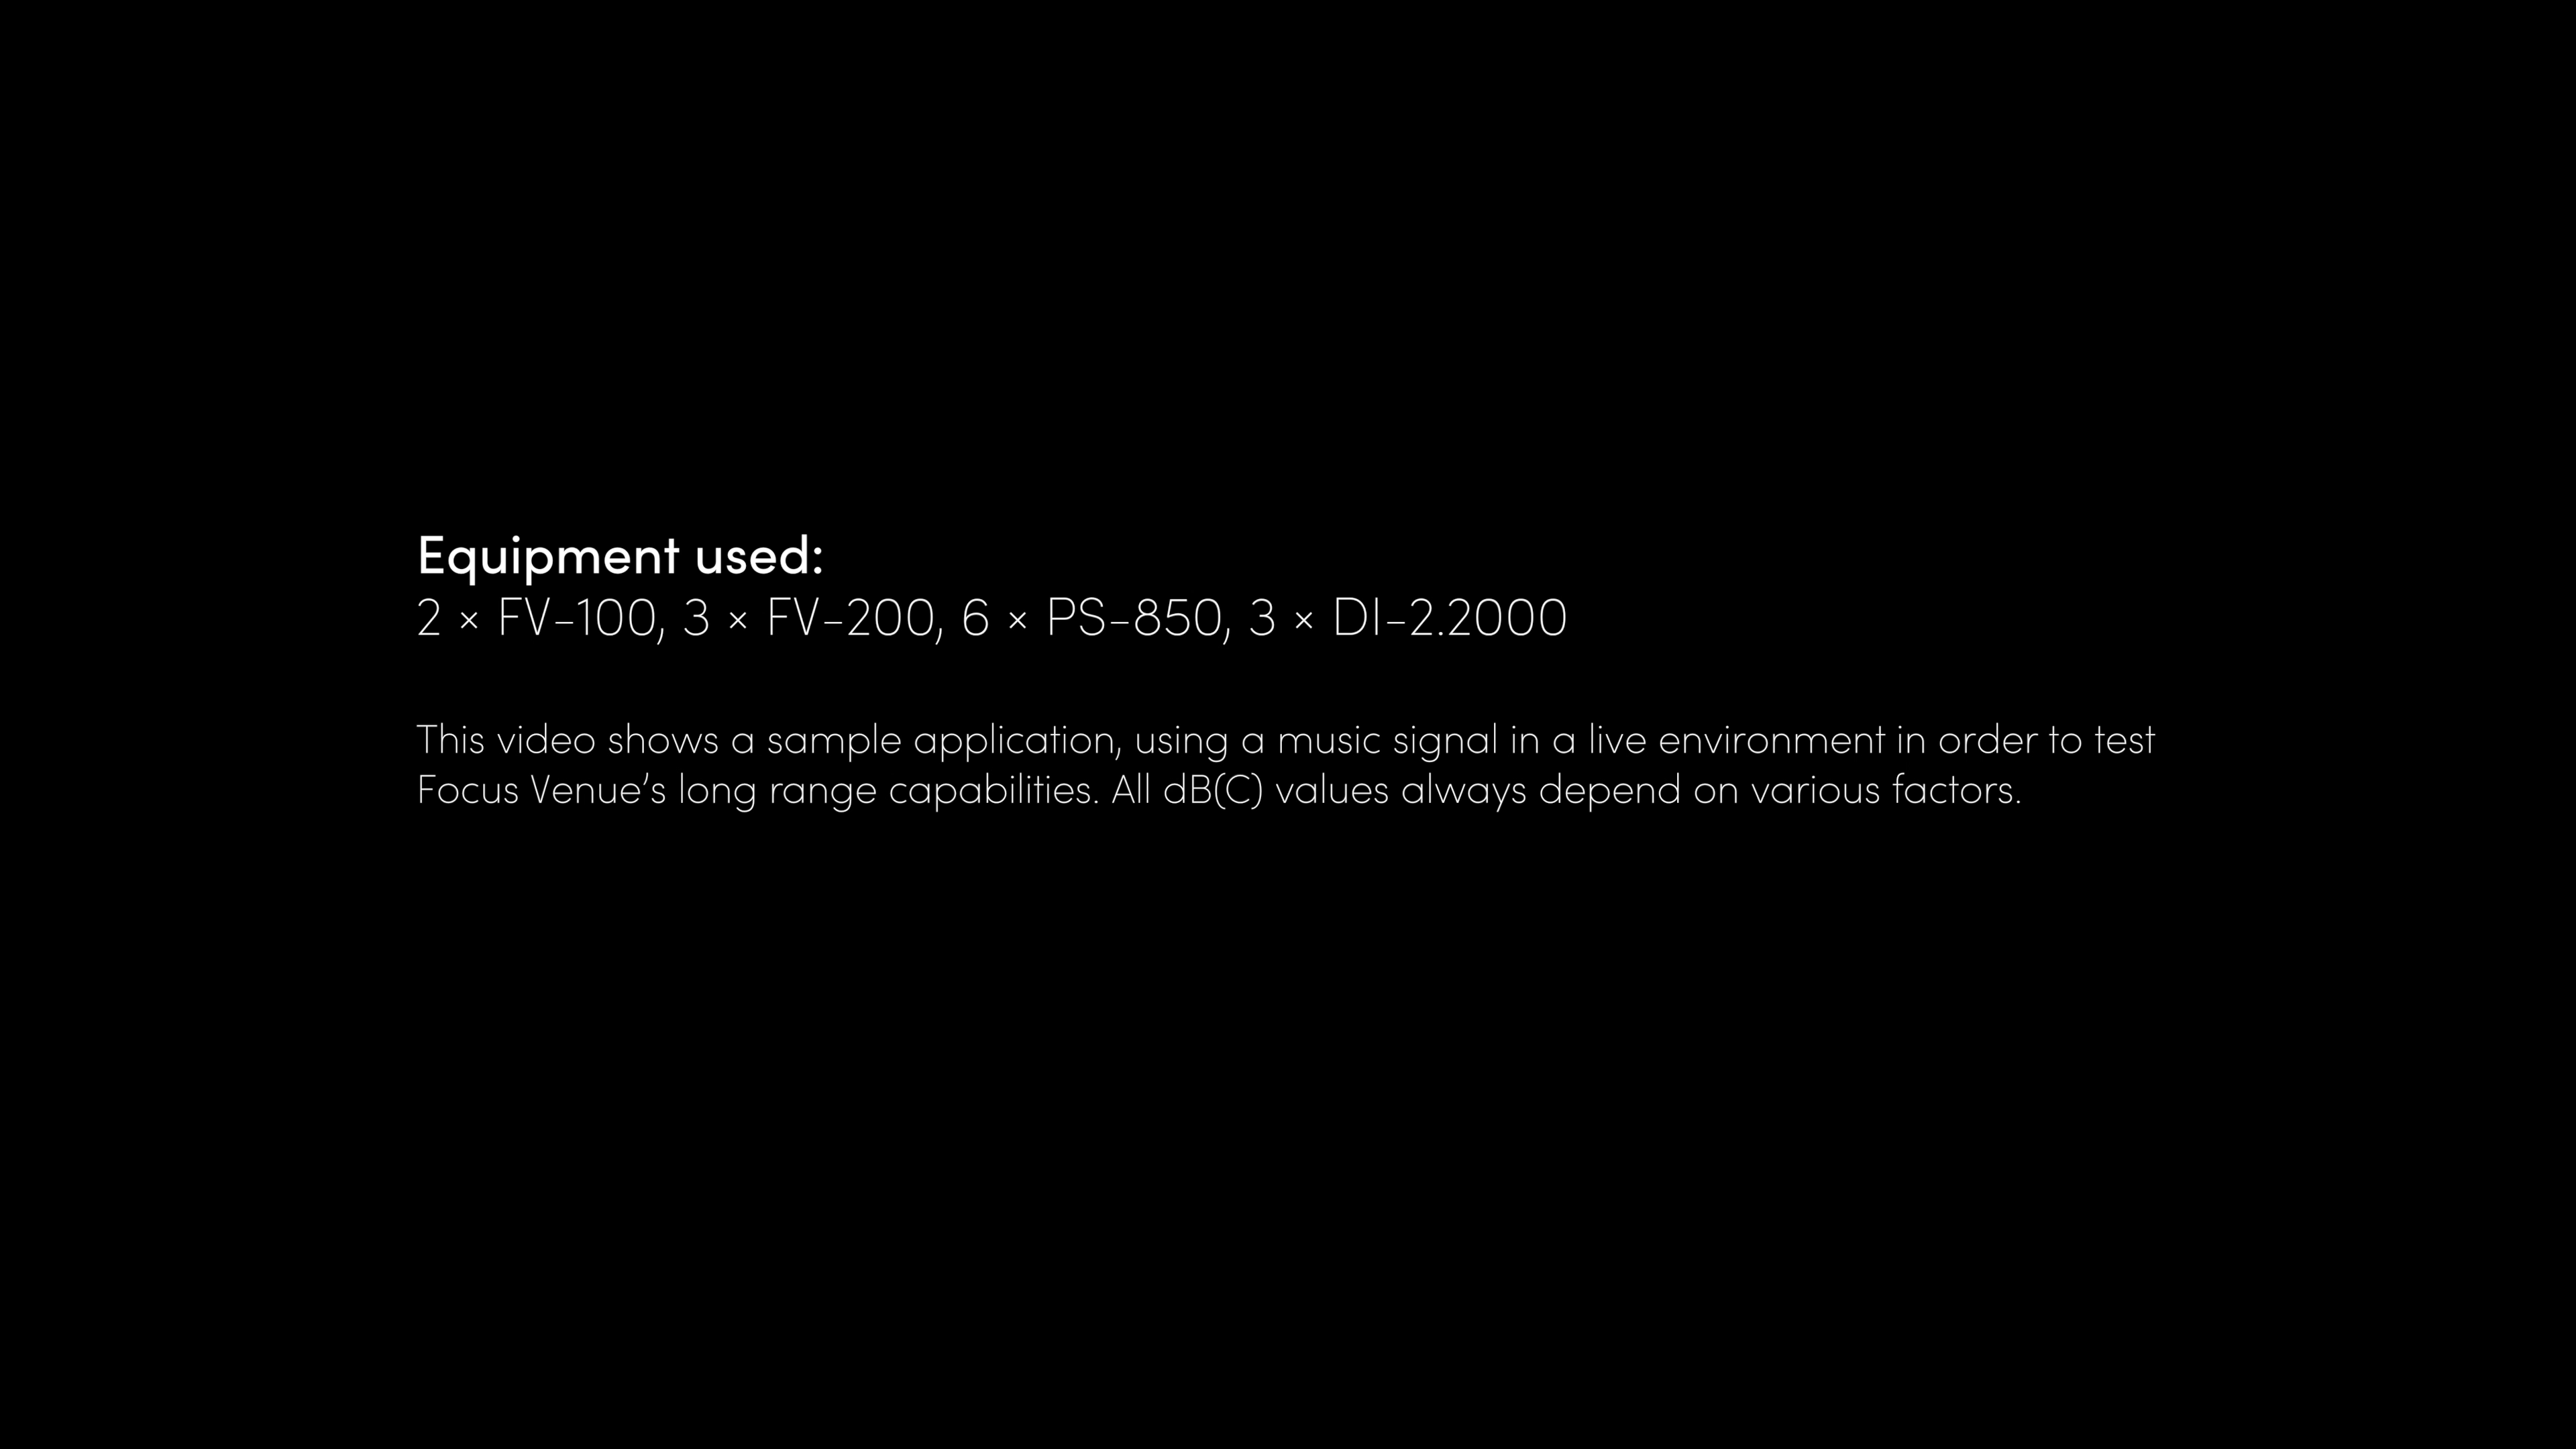 Equipment used:
2 × FV-100, 3 × FV-200, 6 × PS-850, 3 × DI-2.2000
This video shows a sample application, using a music signal in a live environment in order to test
Focus Venue’s long range capabilities. All dB(C) values always depend on various factors.